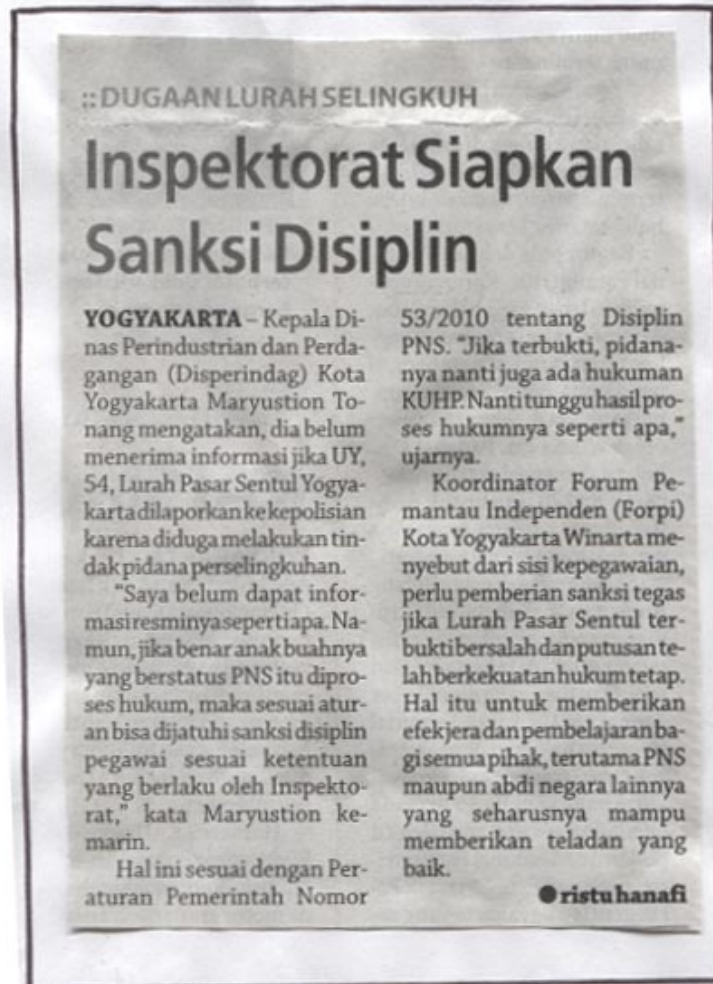 ::DUGAAN LURAH SELINGKUH
Inspektorat Siapkan
Sanksi Disiplin
YOGYAKARTA – Kepala Di-
nas Perindustrian dan Perda-
gangan (Disperindag) Kota
Yogyakarta Maryustion To-
nang mengatakan, dia belum
menerima informasi jika UY,
54, Lurah Pasar Sentul Yogya-
karta dilaporkan ke kepolisian
karena diduga melakukan tin-
dak pidana perselingkuhan.
"Saya belum dapat infor-
masi resminya seperti apa. Na-
mun, jika benar anak buahnya
yang berstatus PNS itu dipro-
ses hukum, maka sesuai atur-
an bisa dijatuhi sanksi disiplin
pegawai sesuai ketentuan
yang berlaku oleh Inspekto-
rat," kata Maryustion ke-
marin.
Hal ini sesuai dengan Per-
aturan Pemerintah Nomor
53/2010 tentang Disiplin
PNS. "Jika terbukti, pidana-
nya nanti juga ada hukuman
KUHP. Nanti tunggu hasil pro-
ses hukumnya seperti apa,"
ujarnya.
Koordinator Forum Pe-
mantau Independen (Forpi)
Kota Yogyakarta Winarta me-
nyebut dari sisi kepegawaian,
perlu pemberian sanksi tegas
jika Lurah Pasar Sentul ter-
bukti bersalah dan putusan te-
lah berkekuatan hukum tetap.
Hal itu untuk memberikan
efek jera dan pembelajaran ba-
gi semua pihak, terutama PNS
maupun abdi negara lainnya
yang seharusnya mampu
memberikan teladan yang
baik.
● ristu hanafi